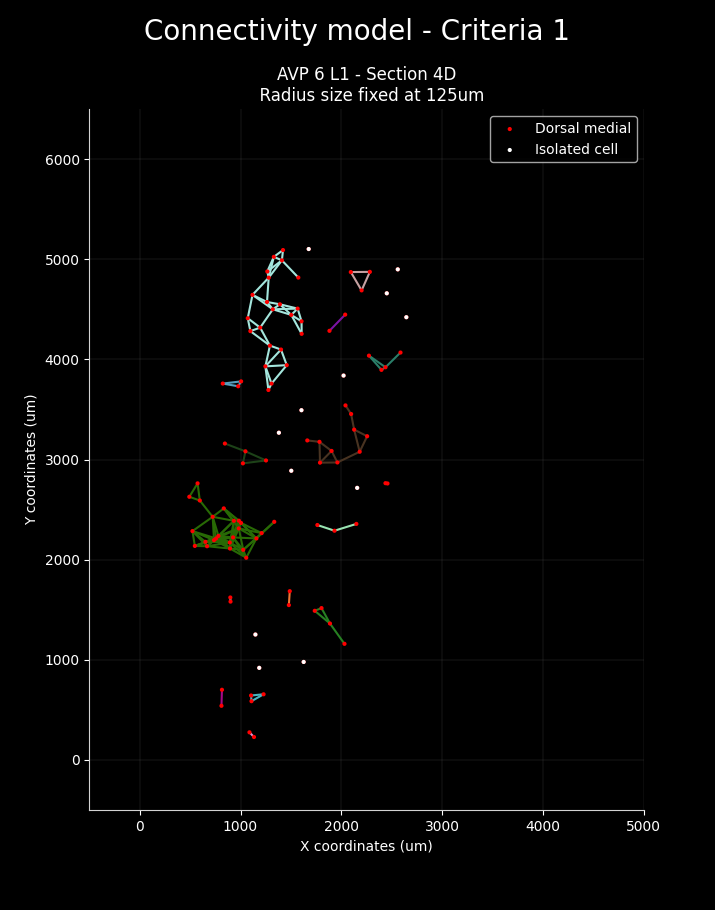 Connectivity model - Criteria 1
AVP 6 L1 - Section 4D
Radius size fixed at 125um
Dorsal medial
Isolated cell
6000
5000
4000
3000
2000
1000
0
Y coordinates (um)
0 1000 2000 3000 4000 5000
X coordinates (um)